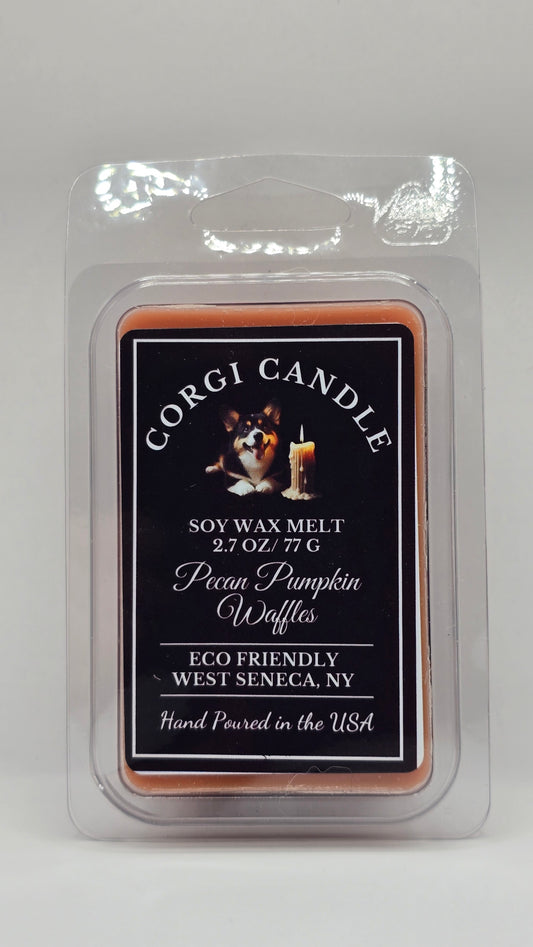 CORGI CANDLE
SOY WAX MELT
2.7 OZ/ 77 G
Pecan Pumpkin
Waffles
ECO FRIENDLY
WEST SENECA, NY
Hand Poured in the USA